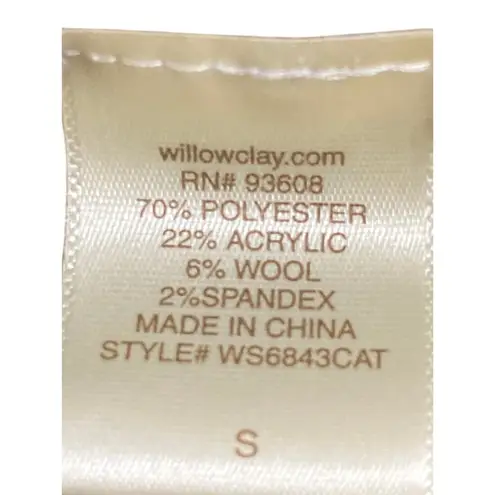 willowclay.com
RN# 93608
70% POLYESTER
22% ACRYLIC
6% WOOL
2%SPANDEX
MADE IN CHINA
STYLE# WS6843CAT
S